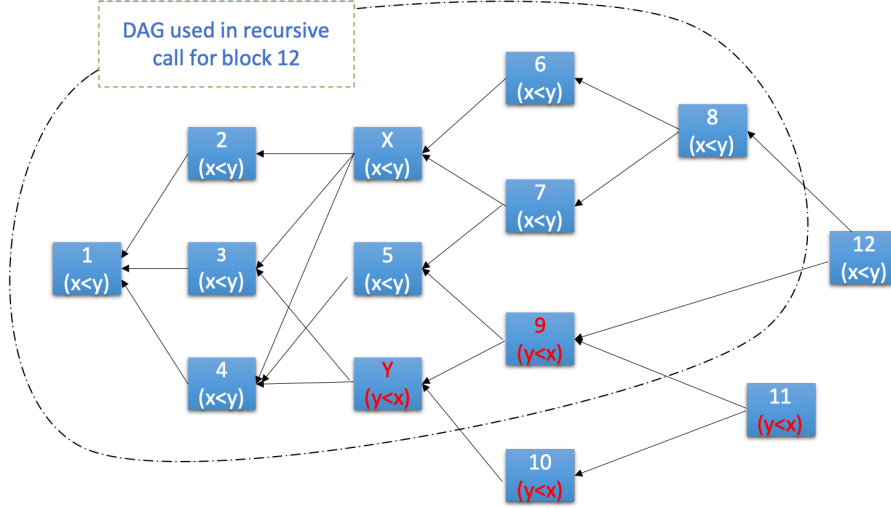 DAG used in recursive
call for block 12
6
(x<y)
8
(x<y)
2
(x<y)
X
(x<y)
7
(x<y)
1
(x<y)
3
(x<y)
5
(x<y)
12
(x<y)
9
(y<x)
4
(x<y)
Y
(y<x)
11
(y<x)
10
(y<x)